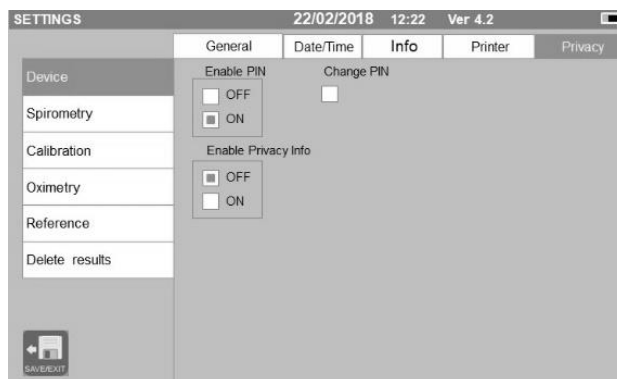 SETTINGS 22/02/2018 12:22 Ver 4.2
General Date/Time Info Printer Privacy
Device
Spirometry
Calibration
Oximetry
Reference
Delete results
Enable PIN
OFF
ON
Change PIN
Enable Privacy Info
OFF
ON
SAVE/EXIT